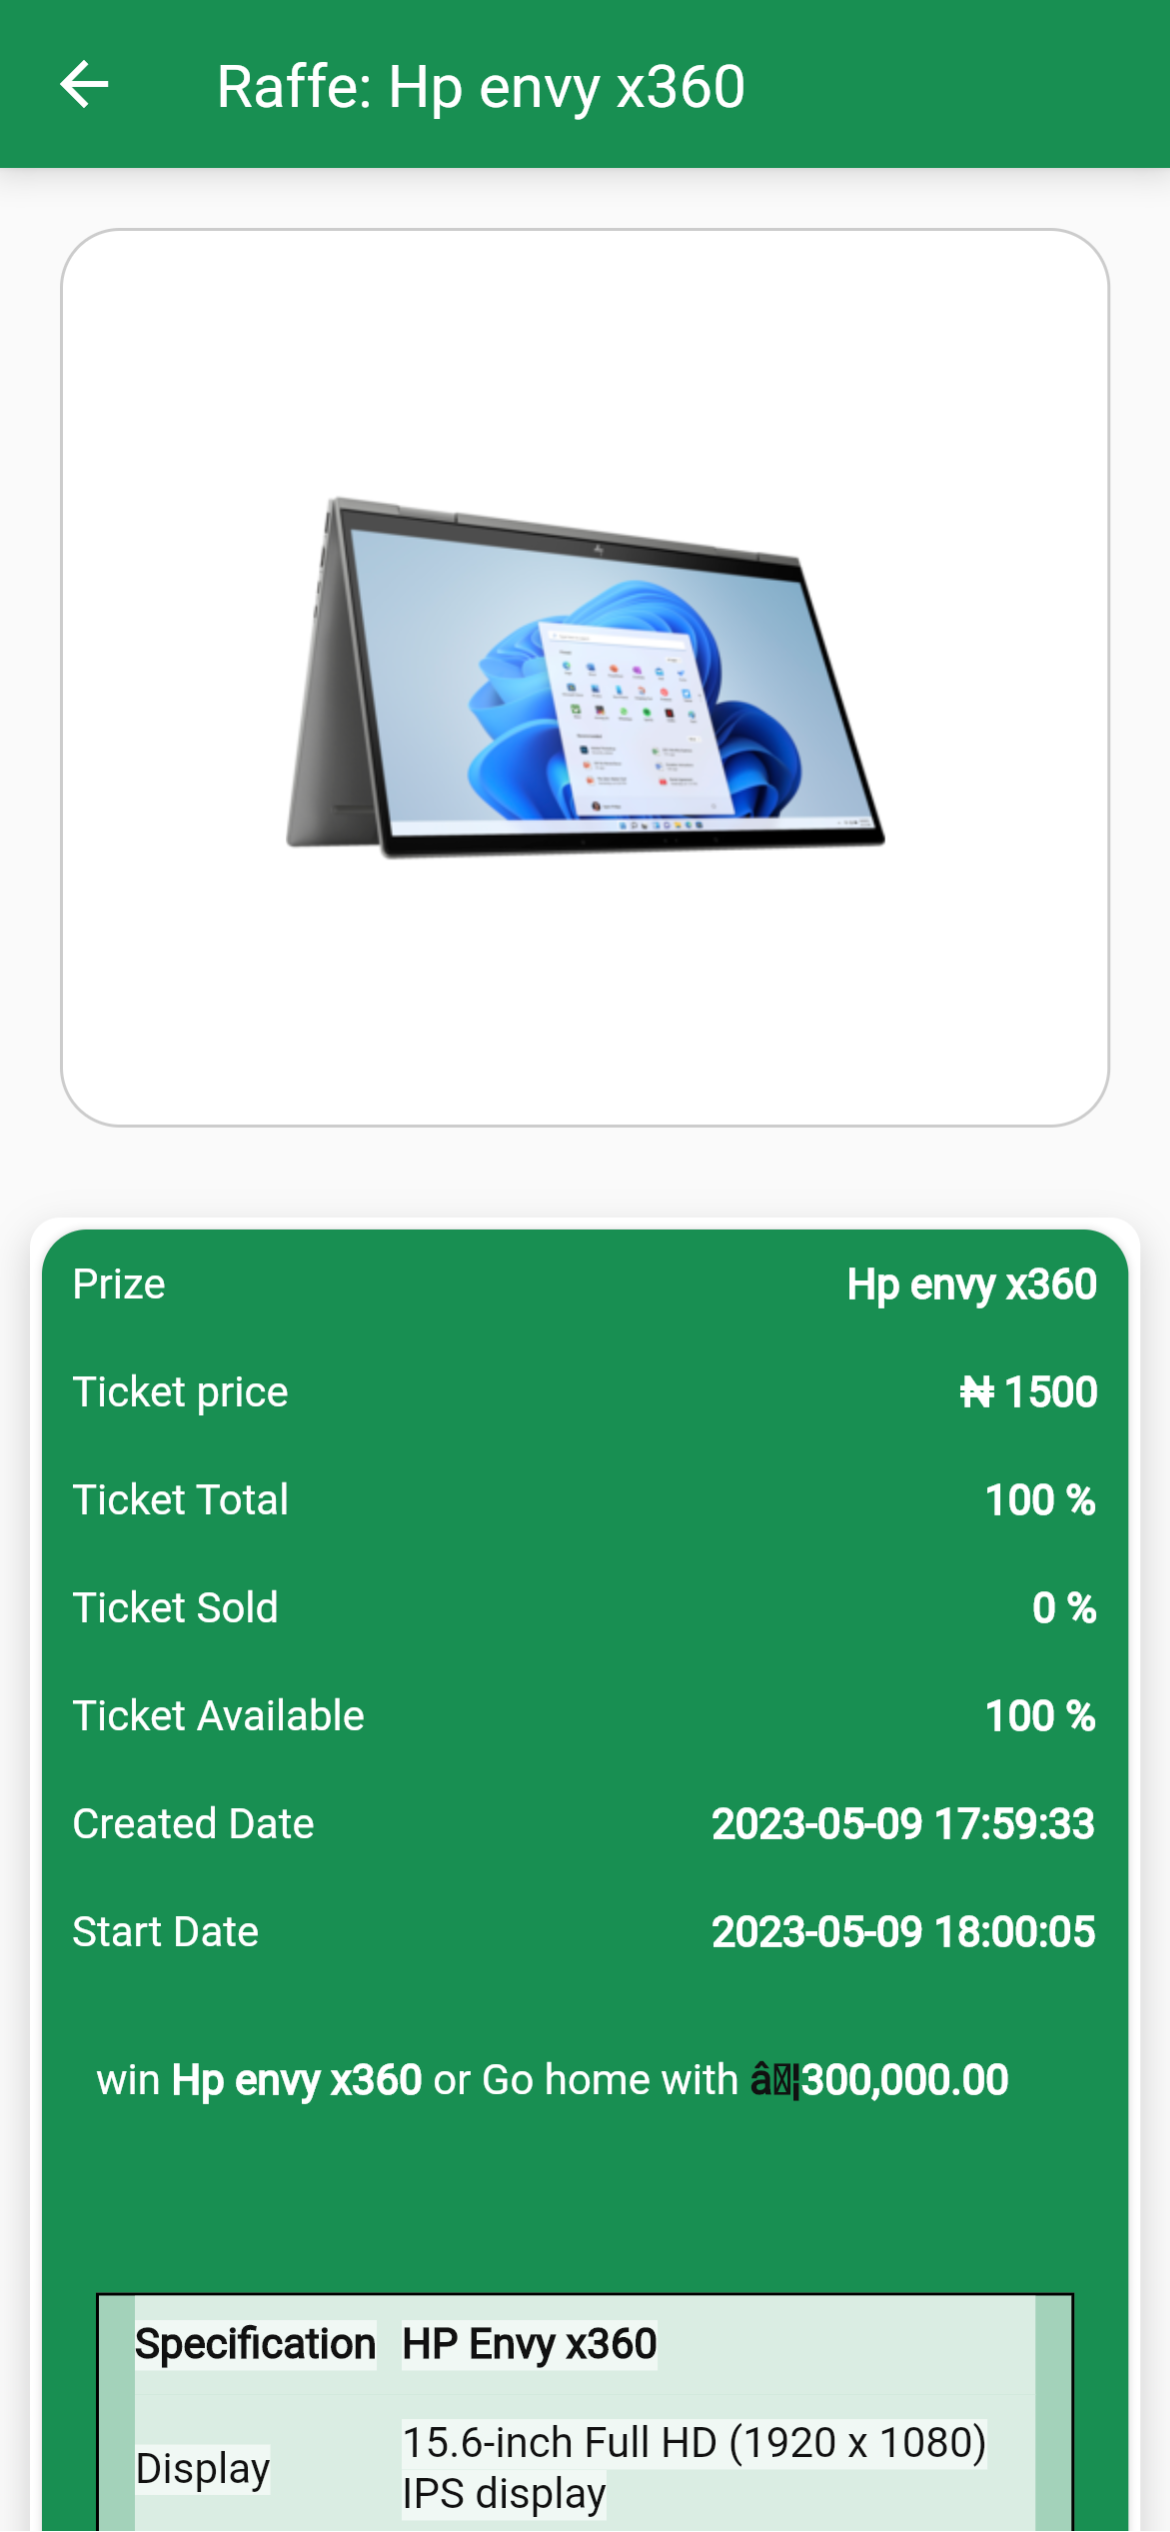 Raffe: Hp envy x360
Prize Hp envy x360
Ticket price ₦ 1500
Ticket Total 100 %
Ticket Sold 0 %
Ticket Available 100 %
Created Date 2023-05-09 17:59:33
Start Date 2023-05-09 18:00:05
win Hp envy x360 or Go home with â¦300,000.00
Specification HP Envy x360
Display 15.6-inch Full HD (1920 x 1080)
IPS display